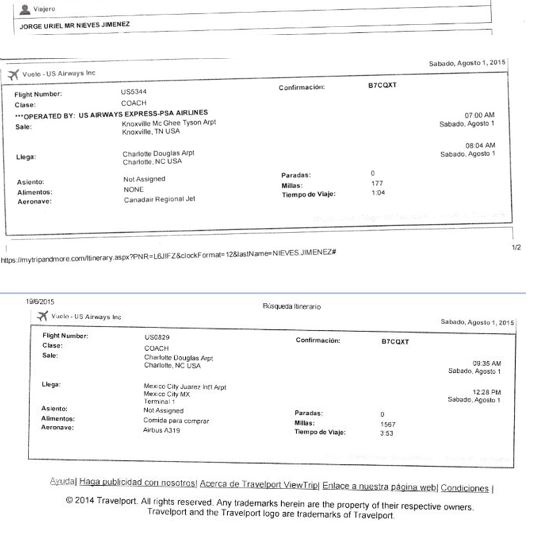 Viajero
JORGE URIEL MR NIEVES JIMENEZ
Sabado, Agosto 1, 2015
Vuelo - US Airways Inc
Flight Number: US5344 Confirmación: B7CQXT
Clase: COACH
***OPERATED BY: US AIRWAYS EXPRESS-PSA AIRLINES
Sale: Knoxville Mc Ghee Tyson Arpt 07:00 AM
Knoxville, TN USA Sabado, Agosto 1
Llega: Charlotte Douglas Arpt 08:04 AM
Charlotte, NC USA Sabado, Agosto 1
Asiento: Not Assigned Paradas: 0
Alimentos: NONE Millas: 177
Aeronave: Canadair Regional Jet Tiempo de Viaje: 1:04
https://mytripandmore.com/Itinerary.aspx?PNR=L6JIFZ&clockFormat=12&lastName=NIEVES JIMENEZ# 1/2
19/6/2015 Búsqueda Itinerario
Vuelo - US Airways Inc Sabado, Agosto 1, 2015
Flight Number: US0829 Confirmación: B7CQXT
Clase: COACH
Sale: Charlotte Douglas Arpt 09:35 AM
Charlotte, NC USA Sabado, Agosto 1
Llega: Mexico City Juarez Intl Arpt 12:28 PM
Mexico City MX Sabado, Agosto 1
Terminal 1
Asiento: Not Assigned Paradas: 0
Alimentos: Comida para comprar Millas: 1567
Aeronave: Airbus A319 Tiempo de Viaje: 3:53
Ayuda| Haga publicidad con nosotros| Acerca de Travelport ViewTrip| Enlace a nuestra página web| Condiciones |
© 2014 Travelport. All rights reserved. Any trademarks herein are the property of their respective owners.
Travelport and the Travelport logo are trademarks of Travelport.